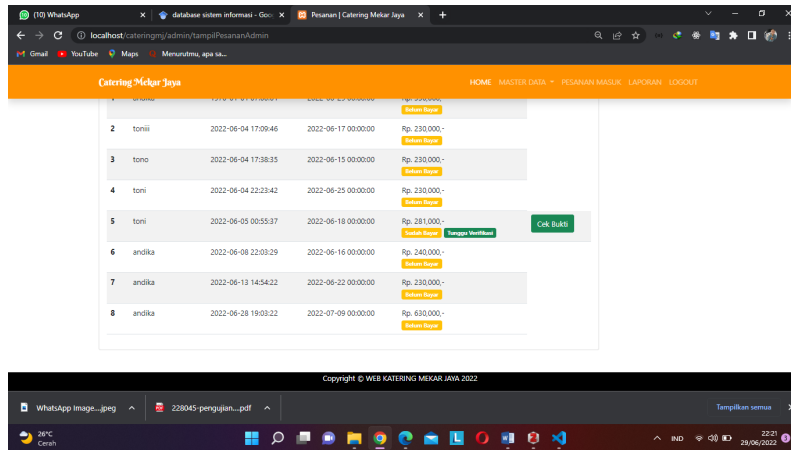 (10) WhatsApp
database sistem informasi - Goo
Pesanan | Catering Mekar Jaya
localhost/cateringmj/admin/tampilPesananAdmin
Gmail YouTube Maps Menurutmu, apa sa...
Catering Mekar Jaya HOME MASTER DATA PESANAN MASUK LAPORAN LOGOUT
Belum Bayar
2 toniii 2022-06-04 17:09:46 2022-06-17 00:00:00 Rp. 230,000,-
Belum Bayar
3 tono 2022-06-04 17:38:35 2022-06-15 00:00:00 Rp. 230,000,-
Belum Bayar
4 toni 2022-06-04 22:23:42 2022-06-25 00:00:00 Rp. 230,000,-
Belum Bayar
5 toni 2022-06-05 00:55:37 2022-06-18 00:00:00 Rp. 281,000,- Cek Bukti
Sudah Bayar Tunggu Verifikasi
6 andika 2022-06-08 22:03:29 2022-06-16 00:00:00 Rp. 240,000,-
Belum Bayar
7 andika 2022-06-13 14:54:22 2022-06-22 00:00:00 Rp. 230,000,-
Belum Bayar
8 andika 2022-06-28 19:03:22 2022-07-09 00:00:00 Rp. 630,000,-
Belum Bayar
Copyright © WEB KATERING MEKAR JAYA 2022
WhatsApp Image....jpeg 228045-pengujian-....pdf Tampilkan semua
26°C
Cerah
IND
22:21
29/06/2022
3